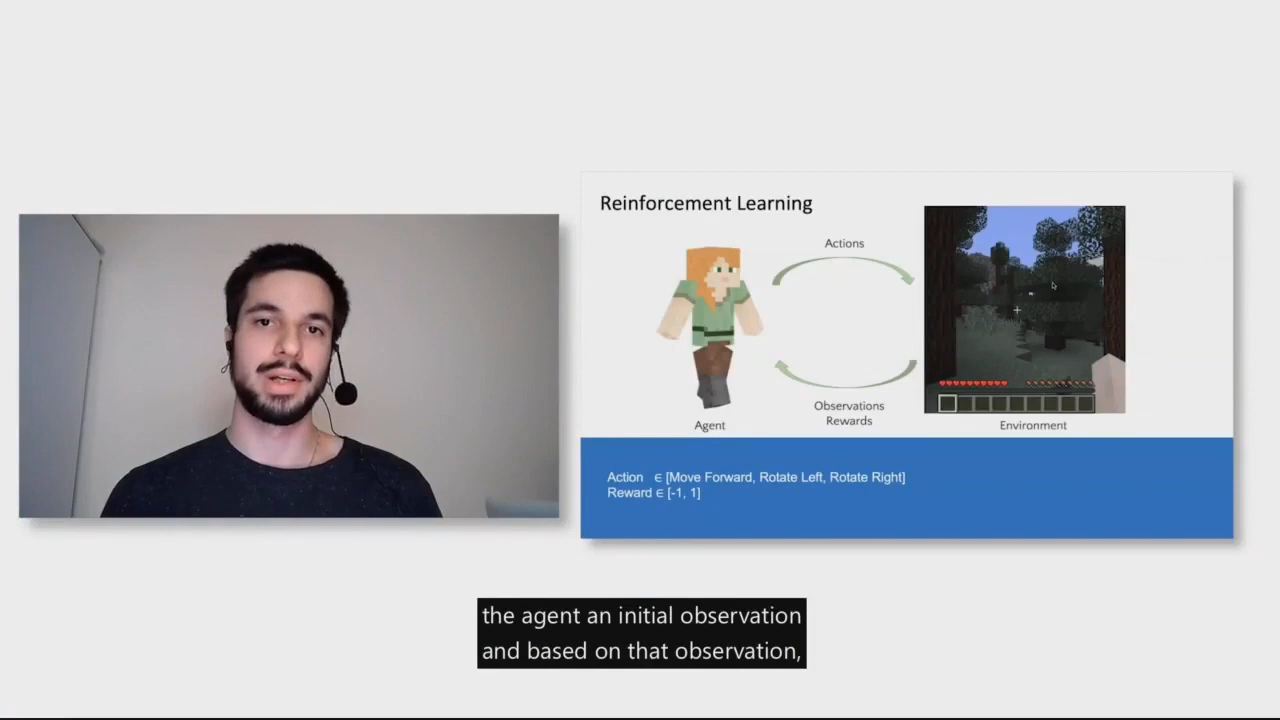 Reinforcement Learning
Actions
Observations
Rewards
Agent
Environment
Action ∈ [Move Forward, Rotate Left, Rotate Right]
Reward ∈ [-1, 1]
the agent an initial observation
and based on that observation,